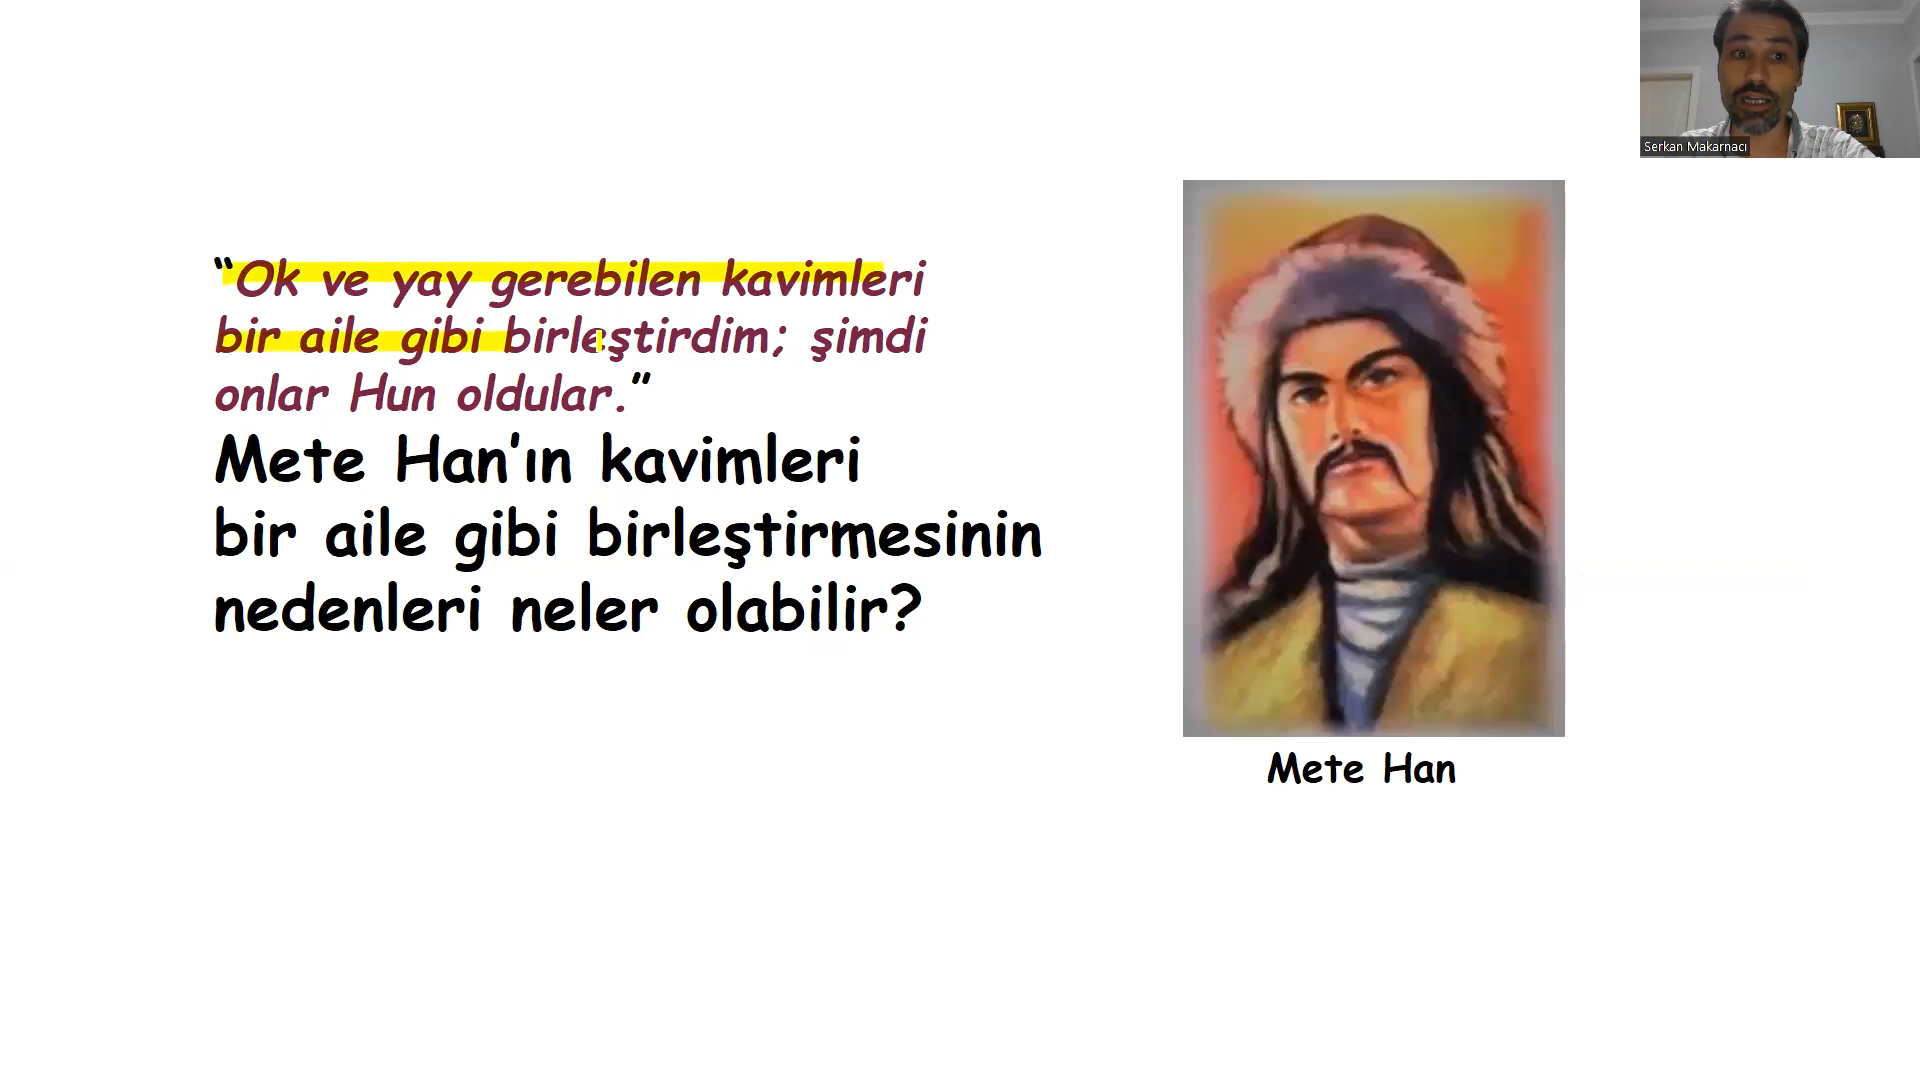 Serkan Makarnacı
“Ok ve yay gerebilen kavimleri
bir aile gibi birleştirdim; şimdi
onlar Hun oldular.”
Mete Han’ın kavimleri
bir aile gibi birleştirmesinin
nedenleri neler olabilir?
Mete Han